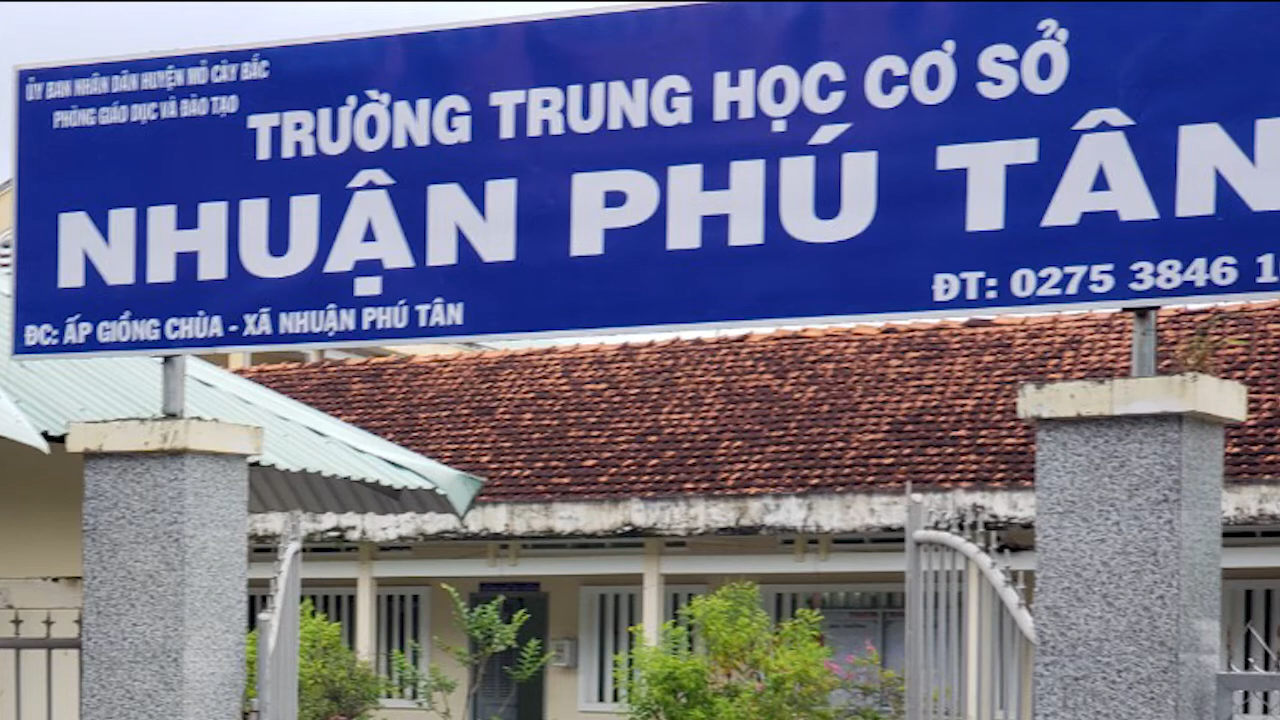 ỦY BAN NHÂN DÂN HUYỆN MỎ CÀY BẮC
PHÒNG GIÁO DỤC VÀ ĐÀO TẠO
TRƯỜNG TRUNG HỌC CƠ SỞ
NHUẬN PHÚ TÂN
ĐC: ẤP GIỒNG CHÙA - XÃ NHUẬN PHÚ TÂN
ĐT: 0275 3846